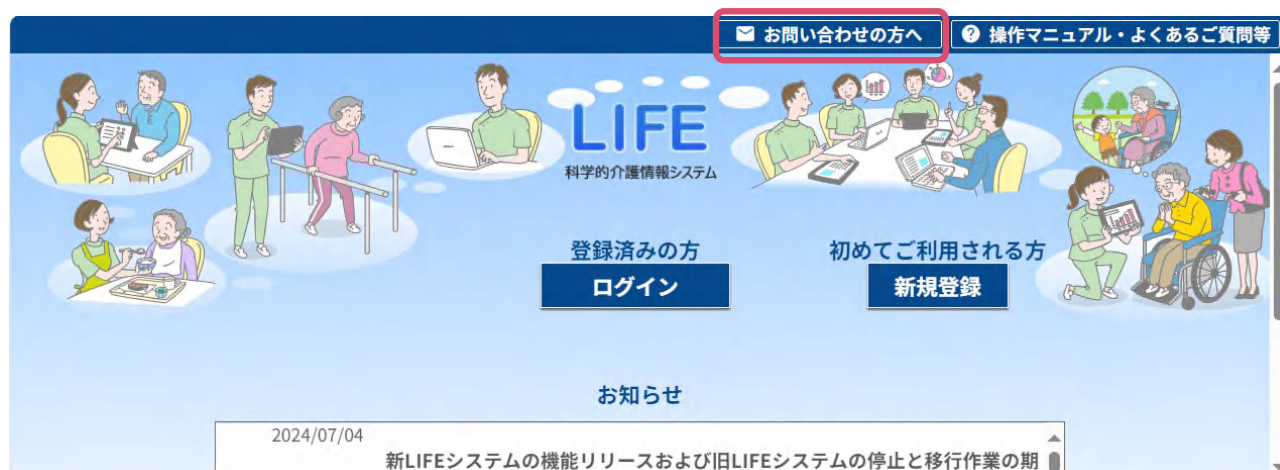 お問い合わせの方へ
操作マニュアル・よくあるご質問等
LIFE
科学的介護情報システム
登録済みの方
初めてご利用される方
ログイン
新規登録
お知らせ
2024/07/04
新LIFEシステムの機能リリースおよび旧LIFEシステムの停止と移行作業の期